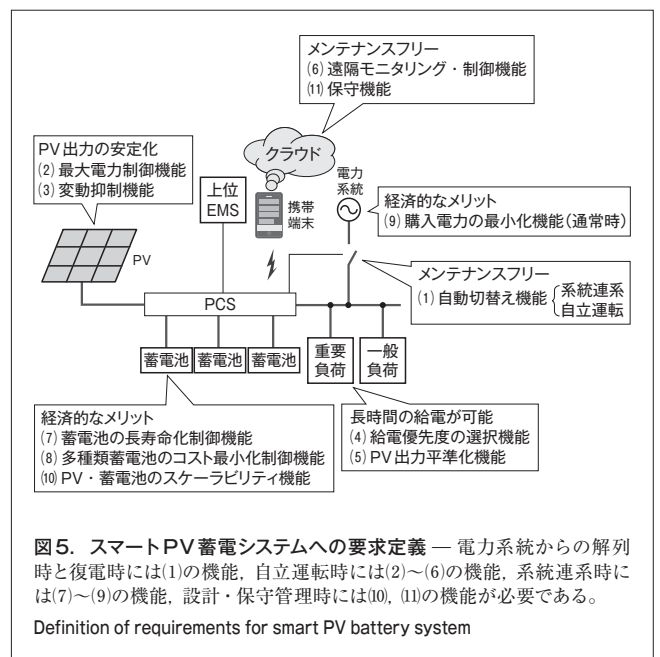 メンテナンスフリー
⑹ 遠隔モニタリング・制御機能
⑾ 保守機能
クラウド
PV出力の安定化
⑵ 最大電力制御機能
⑶ 変動抑制機能
上位
EMS
携帯
端末
電力
系統
経済的なメリット
⑼ 購入電力の最小化機能(通常時)
PV
メンテナンスフリー
⑴ 自動切替え機能
系統連系
自立運転
PCS
蓄電池
蓄電池
蓄電池
重要
負荷
一般
負荷
経済的なメリット
⑺ 蓄電池の長寿命化制御機能
⑻ 多種類蓄電池のコスト最小化制御機能
⑽ PV・蓄電池のスケーラビリティ機能
長時間の給電が可能
⑷ 給電優先度の選択機能
⑸ PV出力平準化機能
図5. スマートPV蓄電システムへの要求定義 ― 電力系統からの解列
時と復電時には⑴の機能,自立運転時には⑵〜⑹の機能,系統連系時に
は⑺〜⑼の機能,設計・保守管理時には⑽,⑾の機能が必要である。
Definition of requirements for smart PV battery system